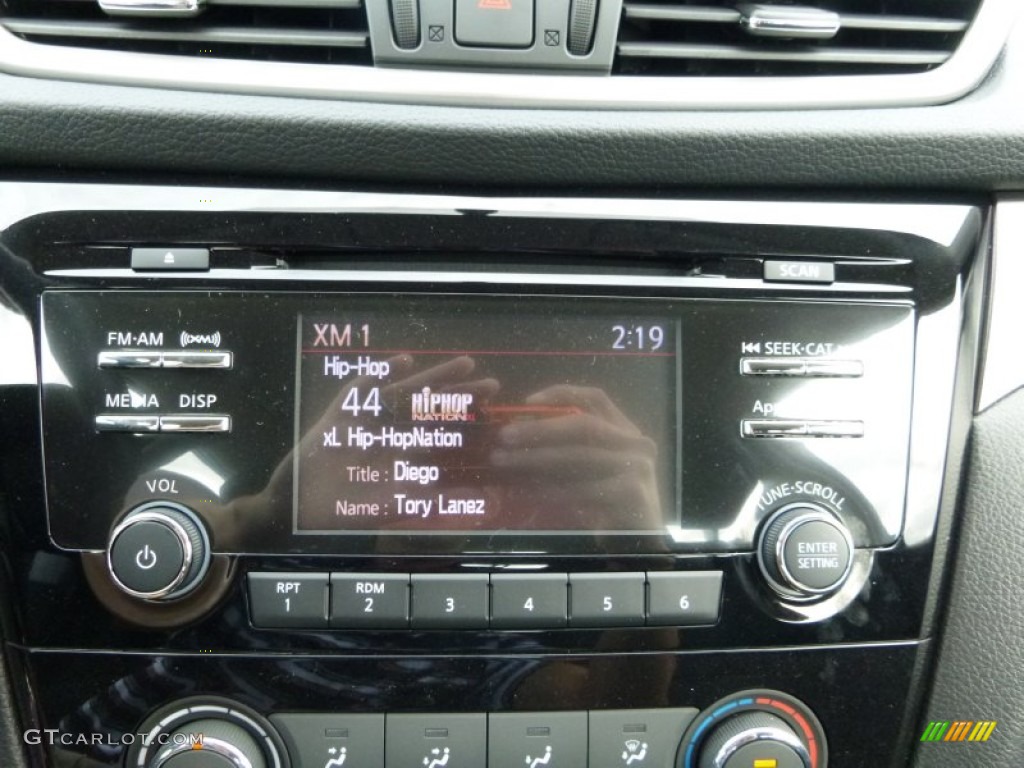 SCAN
FM·AM ((XM))
XM 1 2:19
SEEK·CAT
Hip-Hop
44 HIPHOP NATION XL
MEDIA DISP
xL Hip-HopNation
Title : Diego
VOL
TUNE·SCROLL
Name : Tory Lanez
ENTER
SETTING
RPT RDM
1 2 3 4 5 6
GTCARLOT.COM